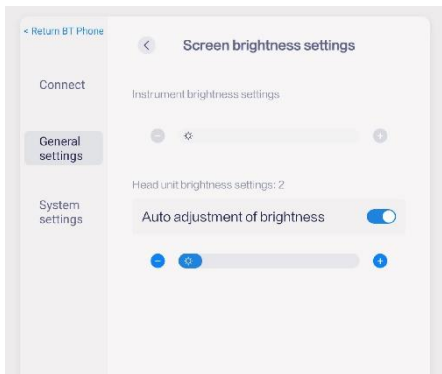 < Return BT Phone
Screen brightness settings
Connect
Instrument brightness settings
General
settings
Head unit brightness settings: 2
System
settings
Auto adjustment of brightness